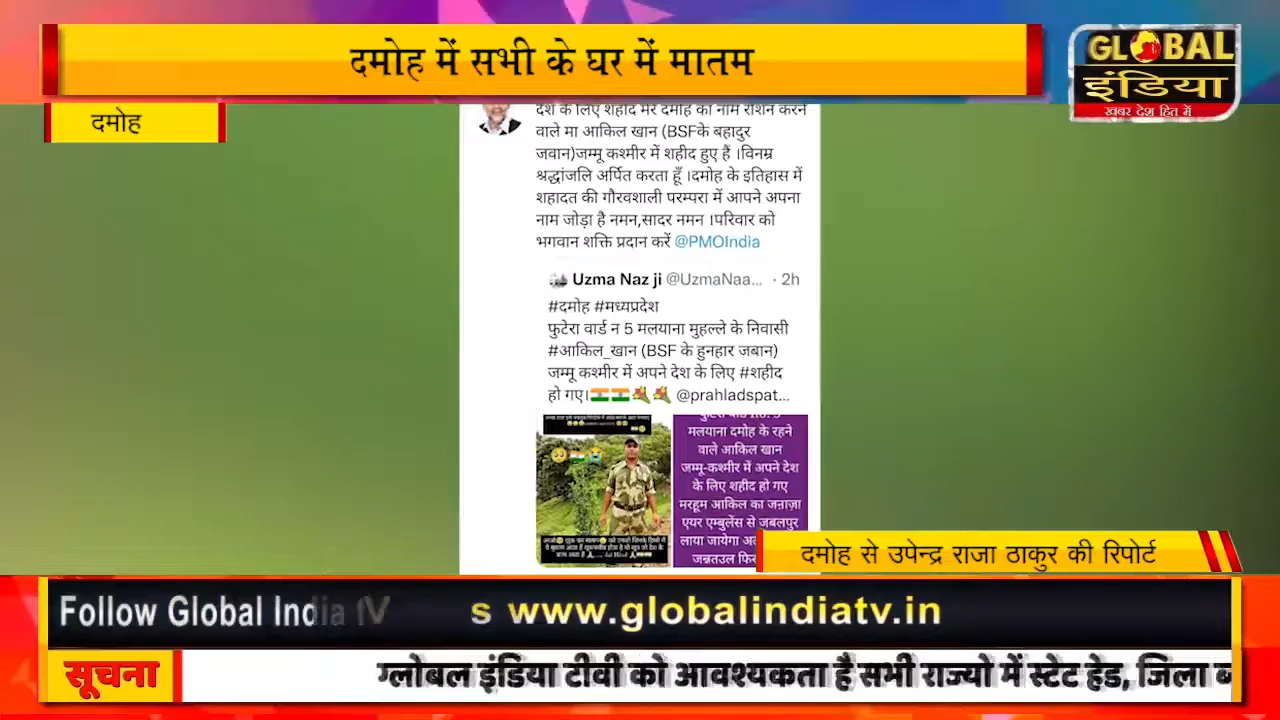 दमोह में सभी के घर में मातम
GLOBAL
इंडिया
खबर देश हित में
दमोह
देश के लिए शहीद मेरे दमोह का नाम रोशन करने
वाले मा आकिल खान (BSFके बहादुर
जवान)जम्मू कश्मीर में शहीद हुए हैं ।विनम्र
श्रद्धांजलि अर्पित करता हूँ ।दमोह के इतिहास में
शहादत की गौरवशाली परम्परा में आपने अपना
नाम जोड़ा है नमन,सादर नमन ।परिवार को
भगवान शक्ति प्रदान करें @PMOIndia
Uzma Naz ji @UzmaNaa... · 2h
#दमोह #मध्यप्रदेश
फुटेरा वार्ड न 5 मलयाना मुहल्ले के निवासी
#आकिल_खान (BSF के हुनहार जबान)
जम्मू कश्मीर में अपने देश के लिए #शहीद
हो गए।🇮🇳🇮🇳💐💐 @prahladspat...
मलयाना दमोह के रहने
वाले आकिल खान
जम्मू-कश्मीर में अपने देश
के लिए शहीद हो गए
मरहूम आकिल का जनाज़ा
एयर एम्बुलेंस से जबलपुर
लाया जायेगा
जन्नतउल
दमोह से उपेन्द्र राजा ठाकुर की रिपोर्ट
Follow Global India TV s www.globalindiatv.in
सूचना
ग्लोबल इंडिया टीवी को आवश्यकता है सभी राज्यो में स्टेट हेड, जिला